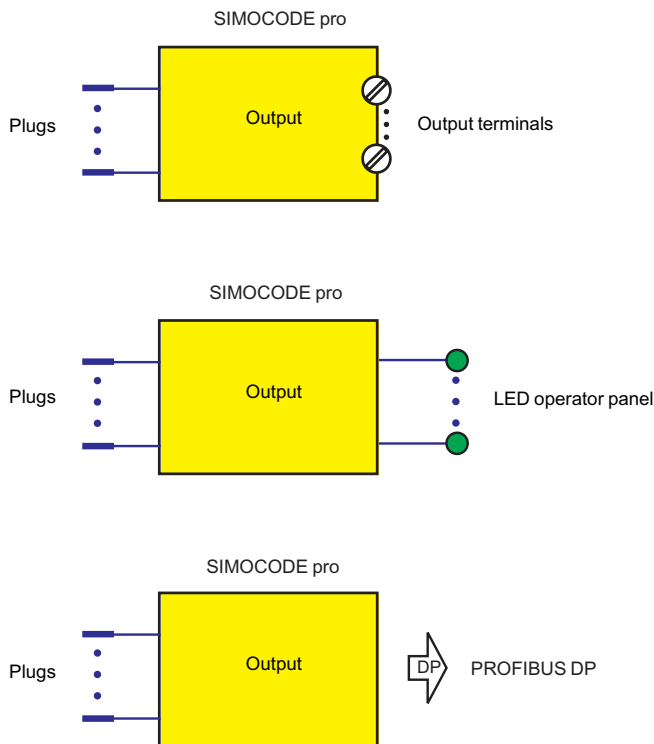 SIMOCODE pro
Plugs
Output
Output terminals
SIMOCODE pro
Plugs
Output
LED operator panel
SIMOCODE pro
Plugs
Output
DP
PROFIBUS DP